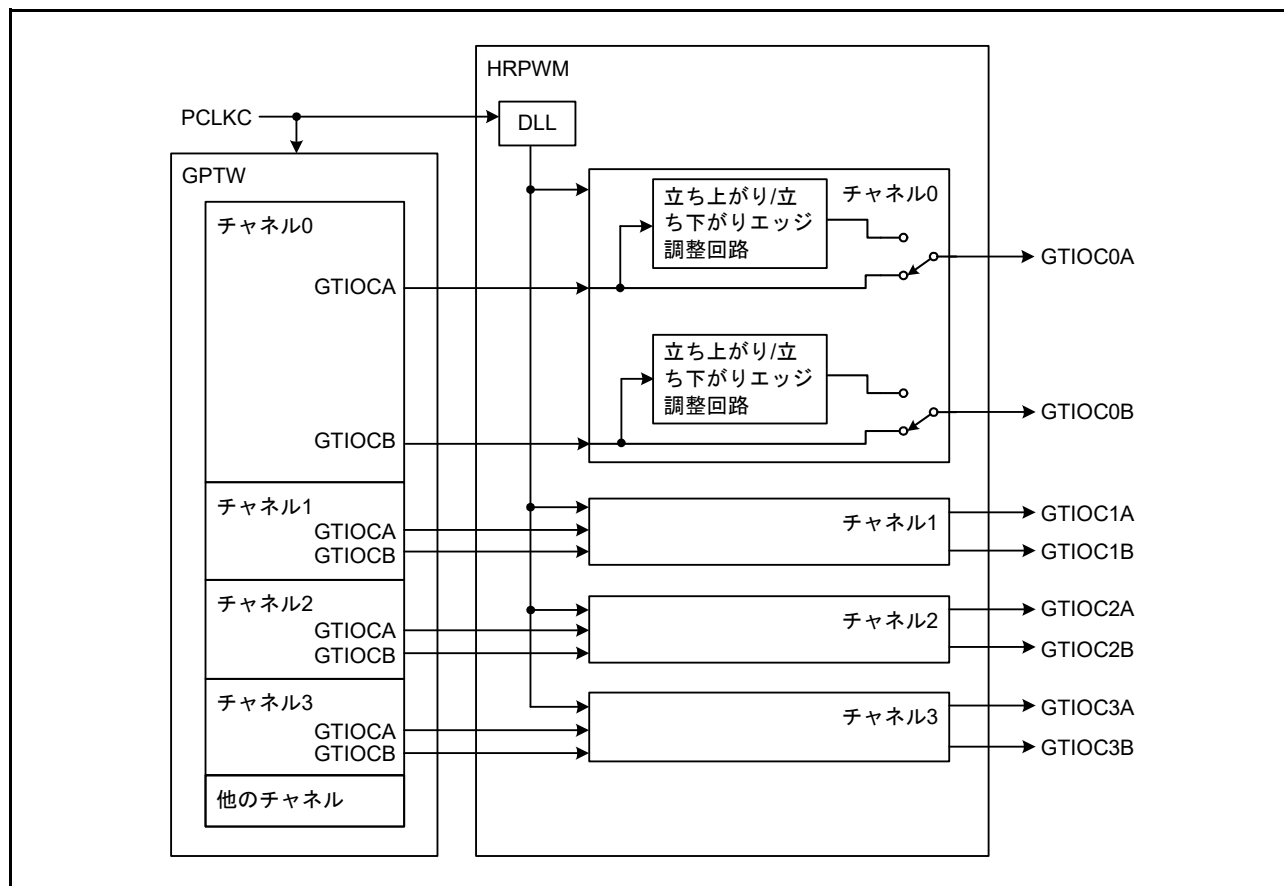 HRPWM
PCLKC
DLL
GPTW
チャネル0
GTIOCA
GTIOCB
立ち上がり/立
ち下がりエッジ
調整回路
チャネル0
GTIOC0A
立ち上がり/立
ち下がりエッジ
調整回路
GTIOC0B
チャネル1
GTIOCA
GTIOCB
チャネル1
GTIOC1A
GTIOC1B
チャネル2
GTIOCA
GTIOCB
チャネル2
GTIOC2A
GTIOC2B
チャネル3
GTIOCA
GTIOCB
チャネル3
GTIOC3A
GTIOC3B
他のチャネル